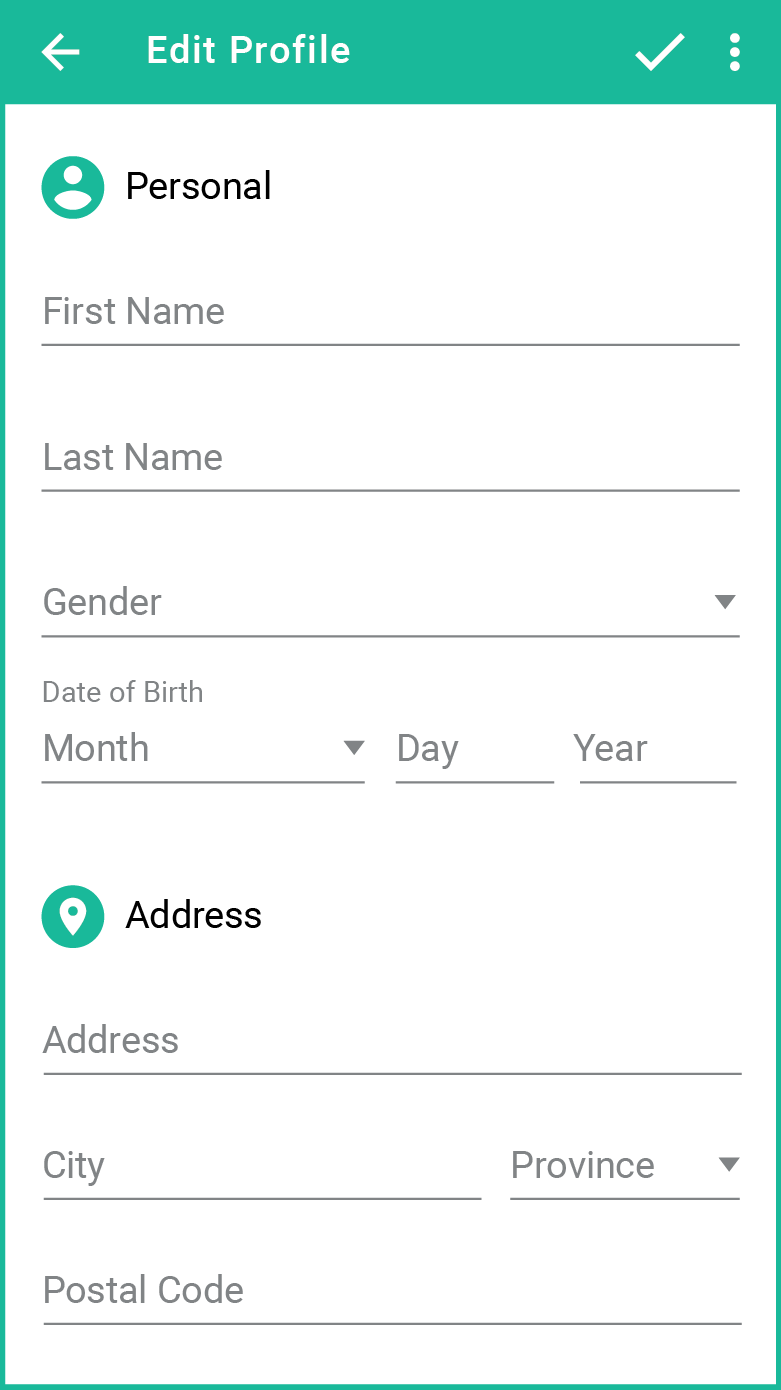 Edit Profile
Personal
First Name
Last Name
Gender
Date of Birth
Month Day Year
Address
Address
City Province
Postal Code